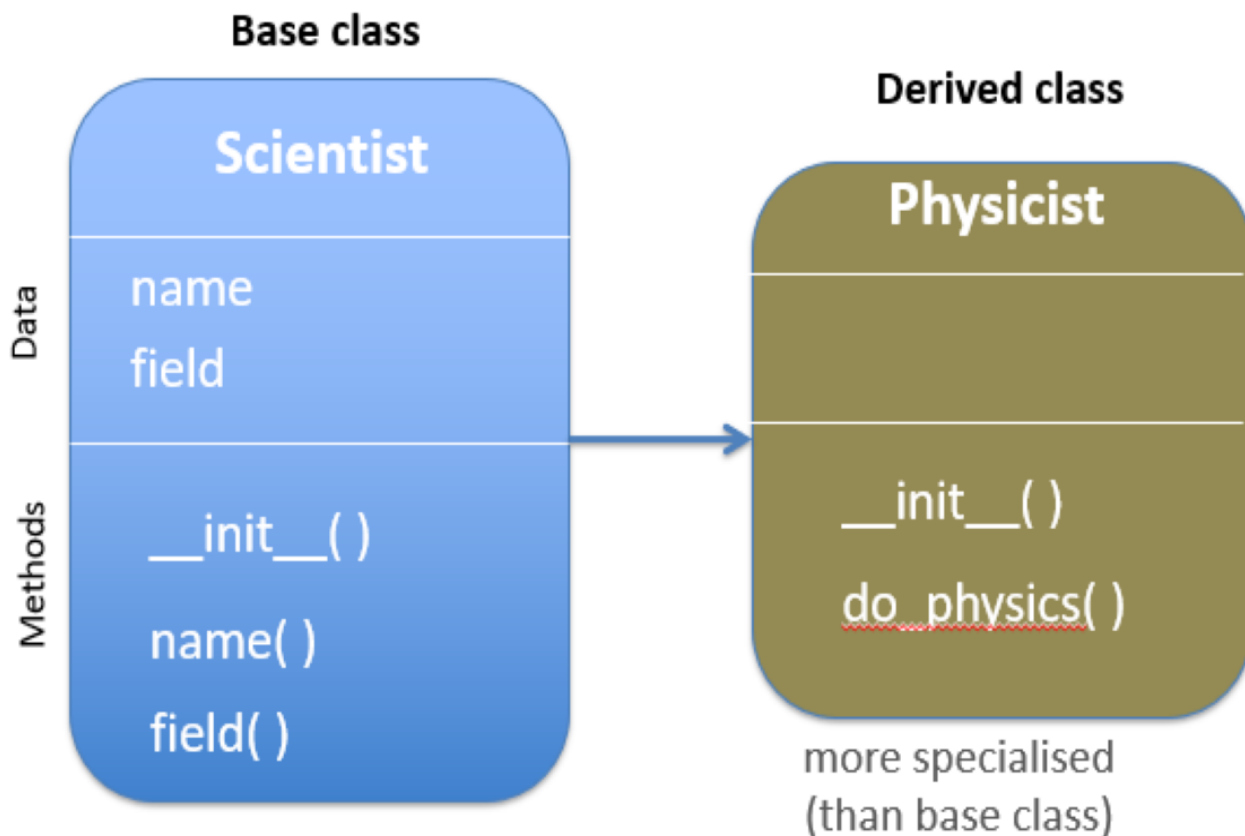 Base class
Scientist
Data
name
field
Methods
__init__( )
name( )
field( )
Derived class
Physicist
__init__( )
do_physics( )
more specialised
(than base class)